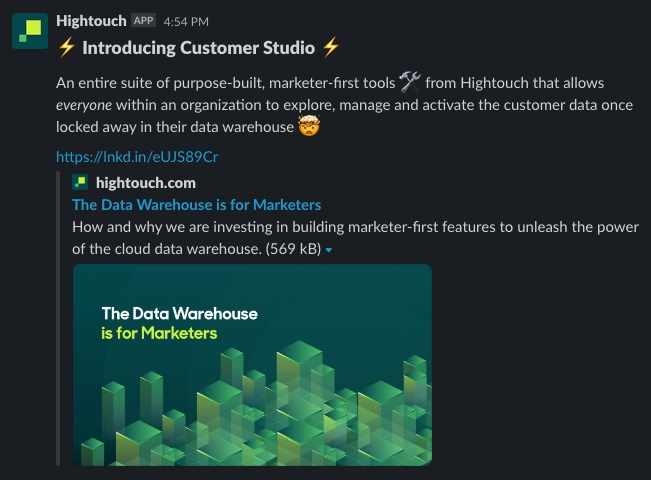 Hightouch APP 4:54 PM
⚡ Introducing Customer Studio ⚡
An entire suite of purpose-built, marketer-first tools 🛠 from Hightouch that allows
everyone within an organization to explore, manage and activate the customer data once
locked away in their data warehouse 🤯
https://lnkd.in/eUJS89Cr
hightouch.com
The Data Warehouse is for Marketers
How and why we are investing in building marketer-first features to unleash the power
of the cloud data warehouse. (569 kB)
The Data Warehouse
is for Marketers